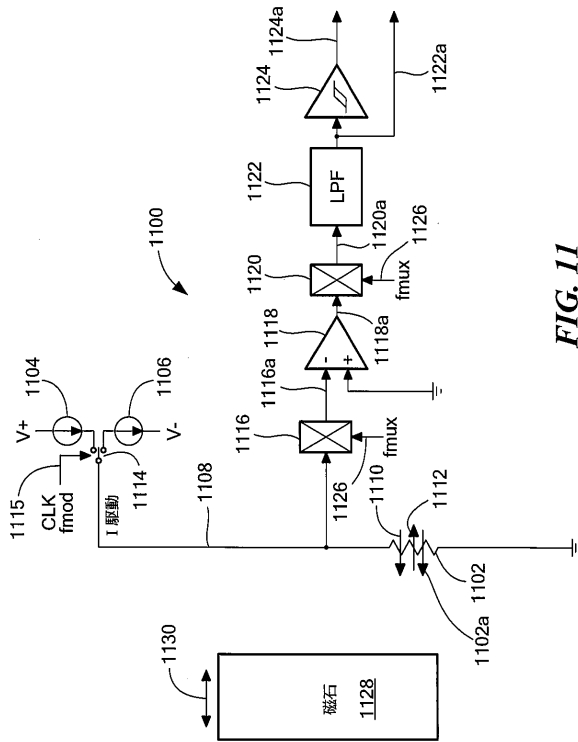 1100
1104
1106
V+
V-
1115
CLK
fmod
1114
I 駆動
1108
1116
1116a
1118
-
+
1118a
1120
1120a
1122
LPF
1122a
1124
1124a
1126
fmux
1126
fmux
1110
1112
1102
1102a
1130
磁石
1128
FIG. 11